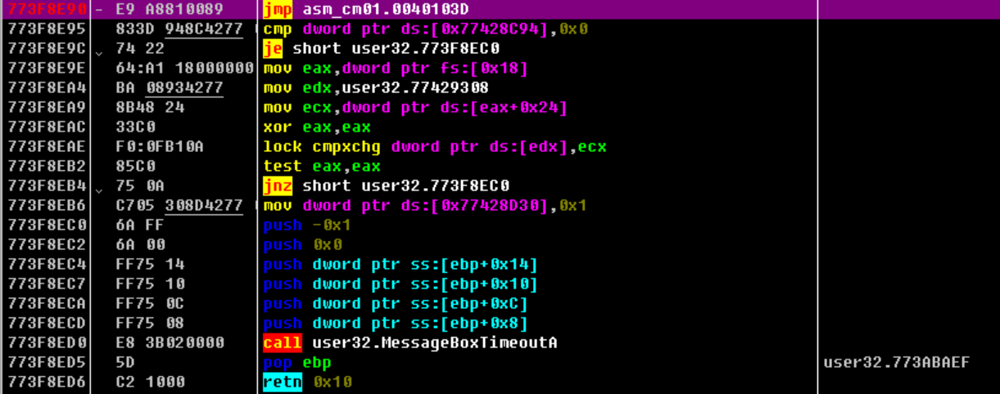 773F8E90 - E9 A8810089 jmp asm_cm01.0040103D
773F8E95 833D 948C4277 cmp dword ptr ds:[0x77428C94],0x0
773F8E9C 74 22 je short user32.773F8EC0
773F8E9E 64:A1 18000000 mov eax,dword ptr fs:[0x18]
773F8EA4 BA 08934277 mov edx,user32.77429308
773F8EA9 8B48 24 mov ecx,dword ptr ds:[eax+0x24]
773F8EAC 33C0 xor eax,eax
773F8EAE F0:0FB10A lock cmpxchg dword ptr ds:[edx],ecx
773F8EB2 85C0 test eax,eax
773F8EB4 75 0A jnz short user32.773F8EC0
773F8EB6 C705 308D4277 mov dword ptr ds:[0x77428D30],0x1
773F8EC0 6A FF push -0x1
773F8EC2 6A 00 push 0x0
773F8EC4 FF75 14 push dword ptr ss:[ebp+0x14]
773F8EC7 FF75 10 push dword ptr ss:[ebp+0x10]
773F8ECA FF75 0C push dword ptr ss:[ebp+0xC]
773F8ECD FF75 08 push dword ptr ss:[ebp+0x8]
773F8ED0 E8 3B020000 call user32.MessageBoxTimeoutA
773F8ED5 5D pop ebp user32.773ABAEF
773F8ED6 C2 1000 retn 0x10